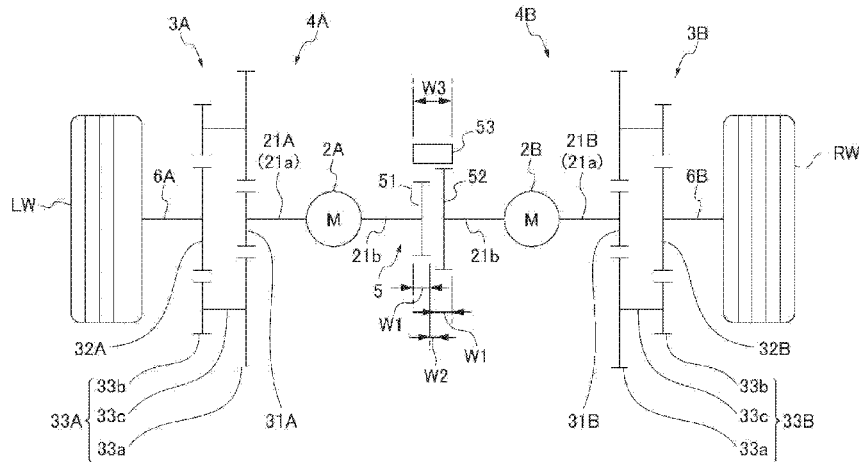 3A 4A 4B 3B
W3
53
21A (21a) 2A 51 52 2B 21B (21a)
6A 6B
LW RW
M M
21b 21b
5
W1 W1
W2
32A 32B
33A { 33b 33c 33a
31A 31B
33b 33c 33a } 33B